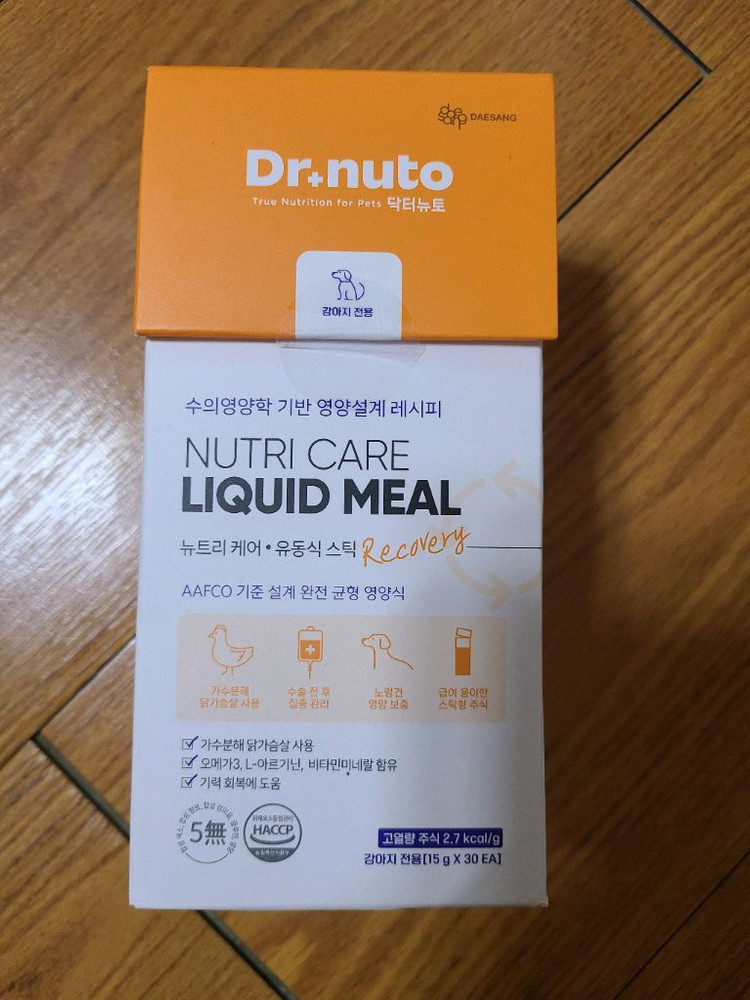 DAESANG
Dr.nuto
True Nutrition for Pets 닥터뉴토
강아지 전용
수의영양학 기반 영양설계 레시피
NUTRI CARE
LIQUID MEAL
뉴트리 케어 • 유동식 스틱 Recovery
AAFCO 기준 설계 완전 균형 영양식
가수분해
닭가슴살 사용
수술 전 후
집중 관리
노령견
영양 보충
급여 용이한
스틱형 주식
가수분해 닭가슴살 사용
오메가3, L-아르기닌, 비타민미네랄 함유
기력 회복에 도움
5無
HACCP
고열량 주식 2.7 kcal/g
강아지 전용[15 g X 30 EA]